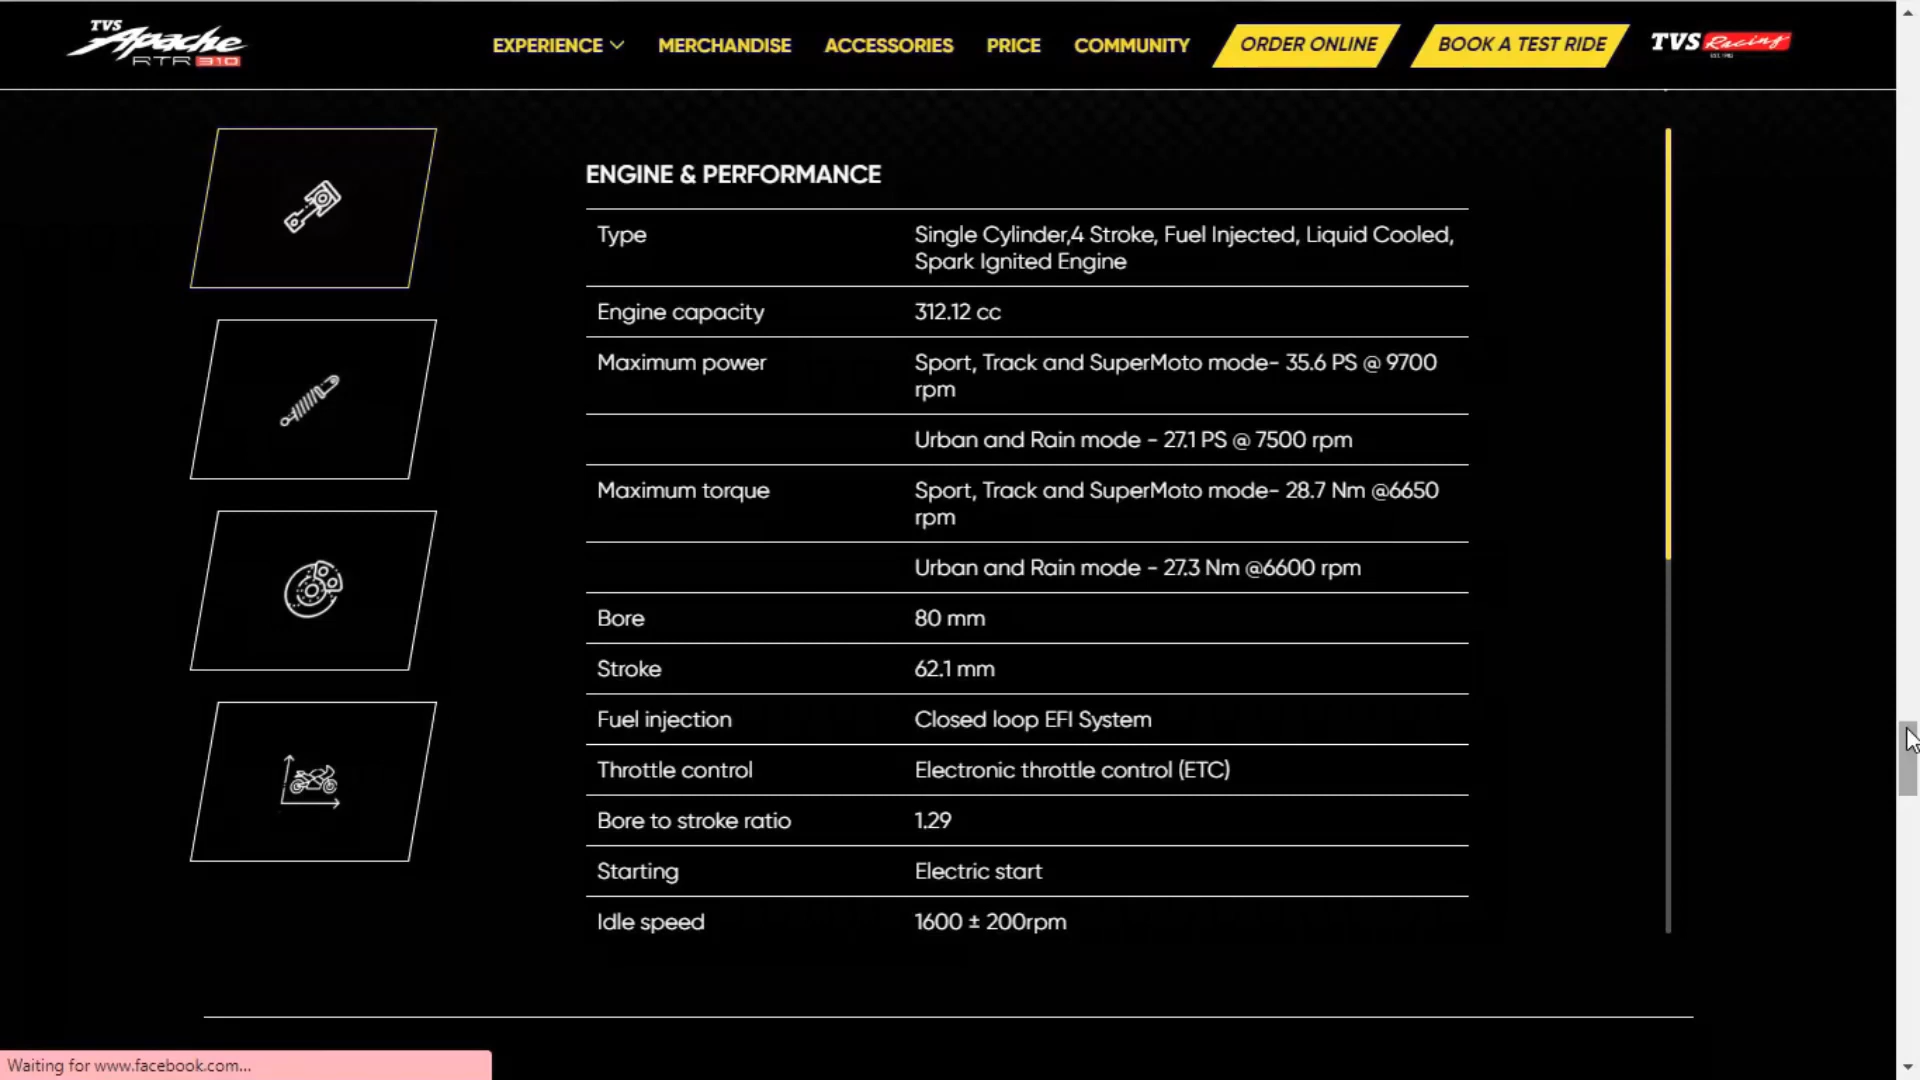 TVS
Apache
RTR 310
EXPERIENCE MERCHANDISE ACCESSORIES PRICE COMMUNITY ORDER ONLINE BOOK A TEST RIDE TVS Racing
ENGINE & PERFORMANCE
Type Single Cylinder,4 Stroke, Fuel Injected, Liquid Cooled,
Spark Ignited Engine
Engine capacity 312.12 cc
Maximum power Sport, Track and SuperMoto mode- 35.6 PS @ 9700
rpm
Urban and Rain mode - 27.1 PS @ 7500 rpm
Maximum torque Sport, Track and SuperMoto mode- 28.7 Nm @6650
rpm
Urban and Rain mode - 27.3 Nm @6600 rpm
Bore 80 mm
Stroke 62.1 mm
Fuel injection Closed loop EFI System
Throttle control Electronic throttle control (ETC)
Bore to stroke ratio 1.29
Starting Electric start
Idle speed 1600 ± 200rpm
Waiting for www.facebook.com...